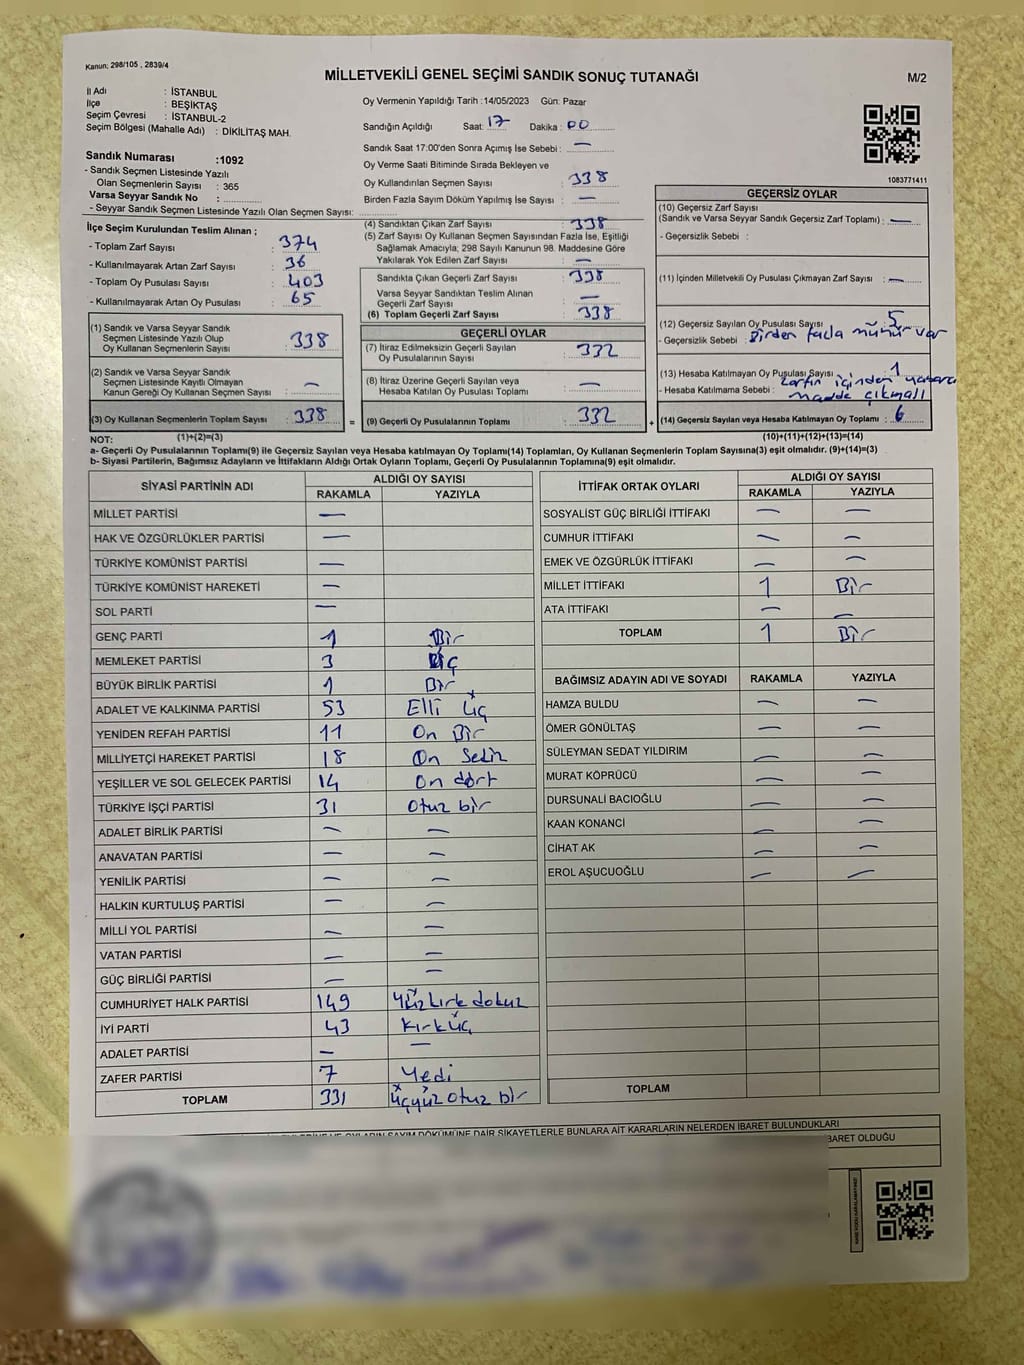 Kanun; 298/105 , 2839/4
MİLLETVEKİLİ GENEL SEÇİMİ SANDIK SONUÇ TUTANAĞI
M/2
İl Adı : İSTANBUL
İlçe : BEŞİKTAŞ
Seçim Çevresi : İSTANBUL-2
Seçim Bölgesi (Mahalle Adı) : DİKİLİTAŞ MAH.
Sandık Numarası :1092
- Sandık Seçmen Listesinde Yazılı
Olan Seçmenlerin Sayısı : 365
Varsa Seyyar Sandık No :
- Seyyar Sandık Seçmen Listesinde Yazılı Olan Seçmen Sayısı:
Oy Vermenin Yapıldığı Tarih :14/05/2023 Gün: Pazar
Sandığın Açıldığı Saat: 17 Dakika : 00
Sandık Saat 17:00'den Sonra Açımış İse Sebebi : —
Oy Verme Saati Bitiminde Sırada Bekleyen ve
Oy Kullandırılan Seçmen Sayısı 338
Birden Fazla Sayım Döküm Yapılmış İse Sayısı : —
1083771411
İlçe Seçim Kurulundan Teslim Alınan ;
- Toplam Zarf Sayısı : 374
- Kullanılmayarak Artan Zarf Sayısı : 36
- Toplam Oy Pusulası Sayısı : 403
- Kullanılmayarak Artan Oy Pusulası : 65
(4) Sandıktan Çıkan Zarf Sayısı : 338
(5) Zarf Sayısı Oy Kullanan Seçmen Sayısından Fazla İse, Eşitliği
Sağlamak Amacıyla; 298 Sayılı Kanunun 98. Maddesine Göre
Yakılarak Yok Edilen Zarf Sayısı : —
Sandıkta Çıkan Geçerli Zarf Sayısı : 338
Varsa Seyyar Sandıktan Teslim Alınan
Geçerli Zarf Sayısı : —
(6) Toplam Geçerli Zarf Sayısı : 338
GEÇERSİZ OYLAR
(10) Geçersiz Zarf Sayısı
(Sandık ve Varsa Seyyar Sandık Geçersiz Zarf Toplamı) : —
- Geçersizlik Sebebi :
(11) İçinden Milletvekili Oy Pusulası Çıkmayan Zarf Sayısı : —
(12) Geçersiz Sayılan Oy Pusulası Sayısı : 5
- Geçersizlik Sebebi : Birden fazla mühür var
(13) Hesaba Katılmayan Oy Pusulası Sayısı : 1
- Hesaba Katılmama Sebebi : zarfın içinden yabancı
madde çıkmalı
(14) Geçersiz Sayılan veya Hesaba Katılmayan Oy Toplamı : 6
(1) Sandık ve Varsa Seyyar Sandık
Seçmen Listesinde Yazılı Olup
Oy Kullanan Seçmenlerin Sayısı : 338
(2) Sandık ve Varsa Seyyar Sandık
Seçmen Listesinde Kayıtlı Olmayan
Kanun Gereği Oy Kullanan Seçmen Sayısı : —
(3) Oy Kullanan Seçmenlerin Toplam Sayısı : 338
GEÇERLİ OYLAR
(7) İtiraz Edilmeksizin Geçerli Sayılan
Oy Pusulalarının Sayısı : 332
(8) İtiraz Üzerine Geçerli Sayılan veya
Hesaba Katılan Oy Pusulaları Toplamı : —
= (9) Geçerli Oy Pusulalarının Toplamı : 332 +
NOT: (1)+(2)=(3)
(10)+(11)+(12)+(13)=(14)
a- Geçerli Oy Pusulalarının Toplamı(9) ile Geçersiz Sayılan veya Hesaba katılmayan Oy Toplamı(14) Toplamları, Oy Kullanan Seçmenlerin Toplam Sayısına(3) eşit olmalıdır. (9)+(14)=(3)
b- Siyasi Partilerin, Bağımsız Adayların ve İttifakların Aldığı Ortak Oyların Toplamı, Geçerli Oy Pusulalarının Toplamına(9) eşit olmalıdır.
SİYASİ PARTİNİN ADI ALDIĞI OY SAYISI
RAKAMLA YAZIYLA
MİLLET PARTİSİ —
HAK VE ÖZGÜRLÜKLER PARTİSİ —
TÜRKİYE KOMÜNİST PARTİSİ —
TÜRKİYE KOMÜNİST HAREKETİ —
SOL PARTİ —
GENÇ PARTİ 1 Bir
MEMLEKET PARTİSİ 3
BÜYÜK BİRLİK PARTİSİ 1 Bir
ADALET VE KALKINMA PARTİSİ 53 Elli üç
YENİDEN REFAH PARTİSİ 11 On Bir
MİLLİYETÇİ HAREKET PARTİSİ 18 On Sekiz
YEŞİLLER VE SOL GELECEK PARTİSİ 14 On dört
TÜRKİYE İŞÇİ PARTİSİ 31 Otuz bir
ADALET BİRLİK PARTİSİ — —
ANAVATAN PARTİSİ — —
YENİLİK PARTİSİ — —
HALKIN KURTULUŞ PARTİSİ — —
MİLLİ YOL PARTİSİ — —
VATAN PARTİSİ — —
GÜÇ BİRLİĞİ PARTİSİ — —
CUMHURİYET HALK PARTİSİ 149 Yüz kırk dokuz
İYİ PARTİ 43 Kırküç
ADALET PARTİSİ — —
ZAFER PARTİSİ 7 Yedi
TOPLAM 331 Üçyüz otuz bir
İTTİFAK ORTAK OYLARI ALDIĞI OY SAYISI
RAKAMLA YAZIYLA
SOSYALİST GÜÇ BİRLİĞİ İTTİFAKI — —
CUMHUR İTTİFAKI — —
EMEK VE ÖZGÜRLÜK İTTİFAKI — —
MİLLET İTTİFAKI 1 Bir
ATA İTTİFAKI — —
TOPLAM 1 Bir
BAĞIMSIZ ADAYIN ADI VE SOYADI RAKAMLA YAZIYLA
HAMZA BULDU — —
ÖMER GÖNÜLTAŞ — —
SÜLEYMAN SEDAT YILDIRIM — —
MURAT KÖPRÜCÜ — —
DURSUNALİ BACIOĞLU — —
KAAN KONANCİ — —
CİHAT AK — —
EROL AŞUCUOĞLU — —
TOPLAM
OYLARIN SAYIM DÖKÜMÜNE DAİR ŞİKAYETLERLE BUNLARA AİT KARARLARIN NELERDEN İBARET BULUNDUKLARI
BARET OLDUĞU